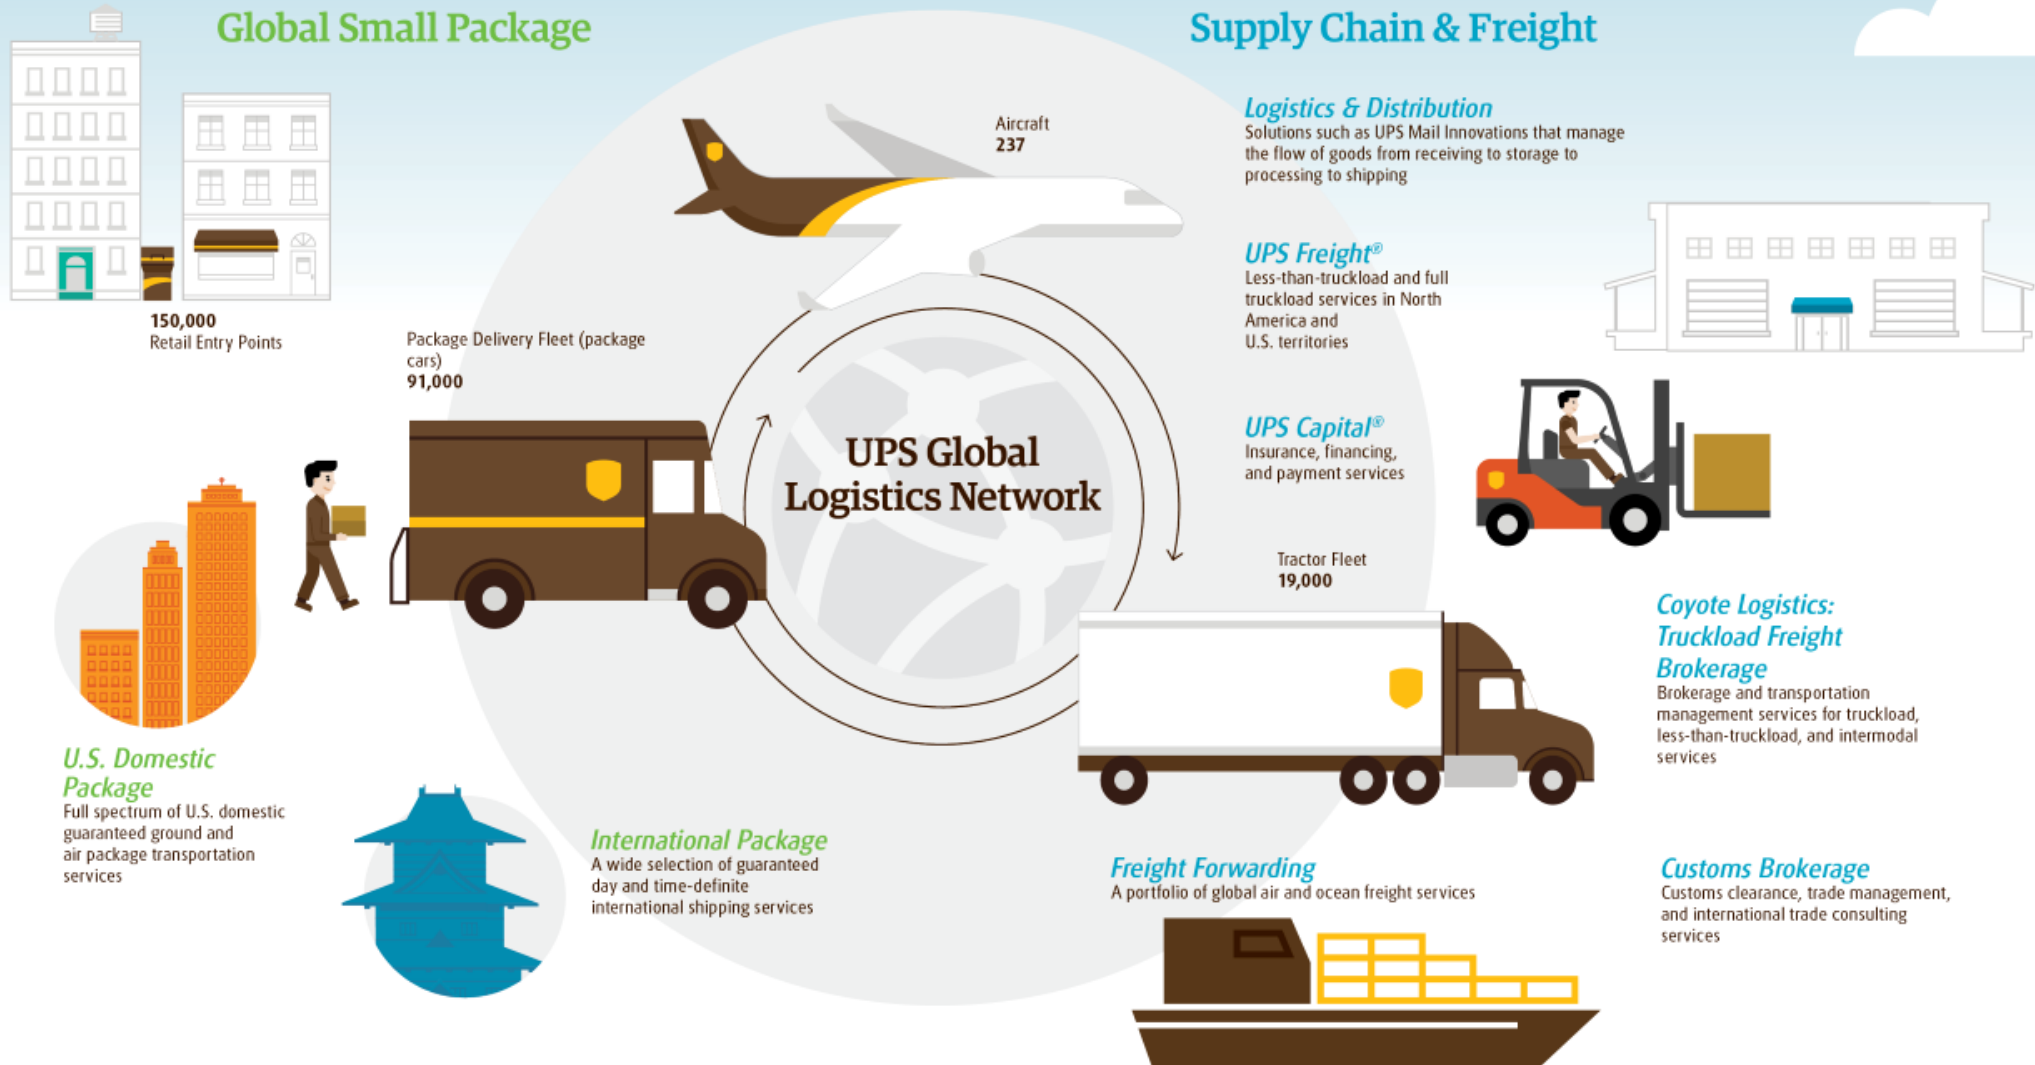 Global Small Package
Supply Chain & Freight
150,000
Retail Entry Points
Package Delivery Fleet (package
cars)
91,000
Aircraft
237
UPS Global
Logistics Network
Logistics & Distribution
Solutions such as UPS Mail Innovations that manage
the flow of goods from receiving to storage to
processing to shipping
UPS Freight®
Less-than-truckload and full
truckload services in North
America and
U.S. territories
UPS Capital®
Insurance, financing,
and payment services
Tractor Fleet
19,000
Coyote Logistics:
Truckload Freight
Brokerage
Brokerage and transportation
management services for truckload,
less-than-truckload, and intermodal
services
U.S. Domestic
Package
Full spectrum of U.S. domestic
guaranteed ground and
air package transportation
services
International Package
A wide selection of guaranteed
day and time-definite
international shipping services
Freight Forwarding
A portfolio of global air and ocean freight services
Customs Brokerage
Customs clearance, trade management,
and international trade consulting
services